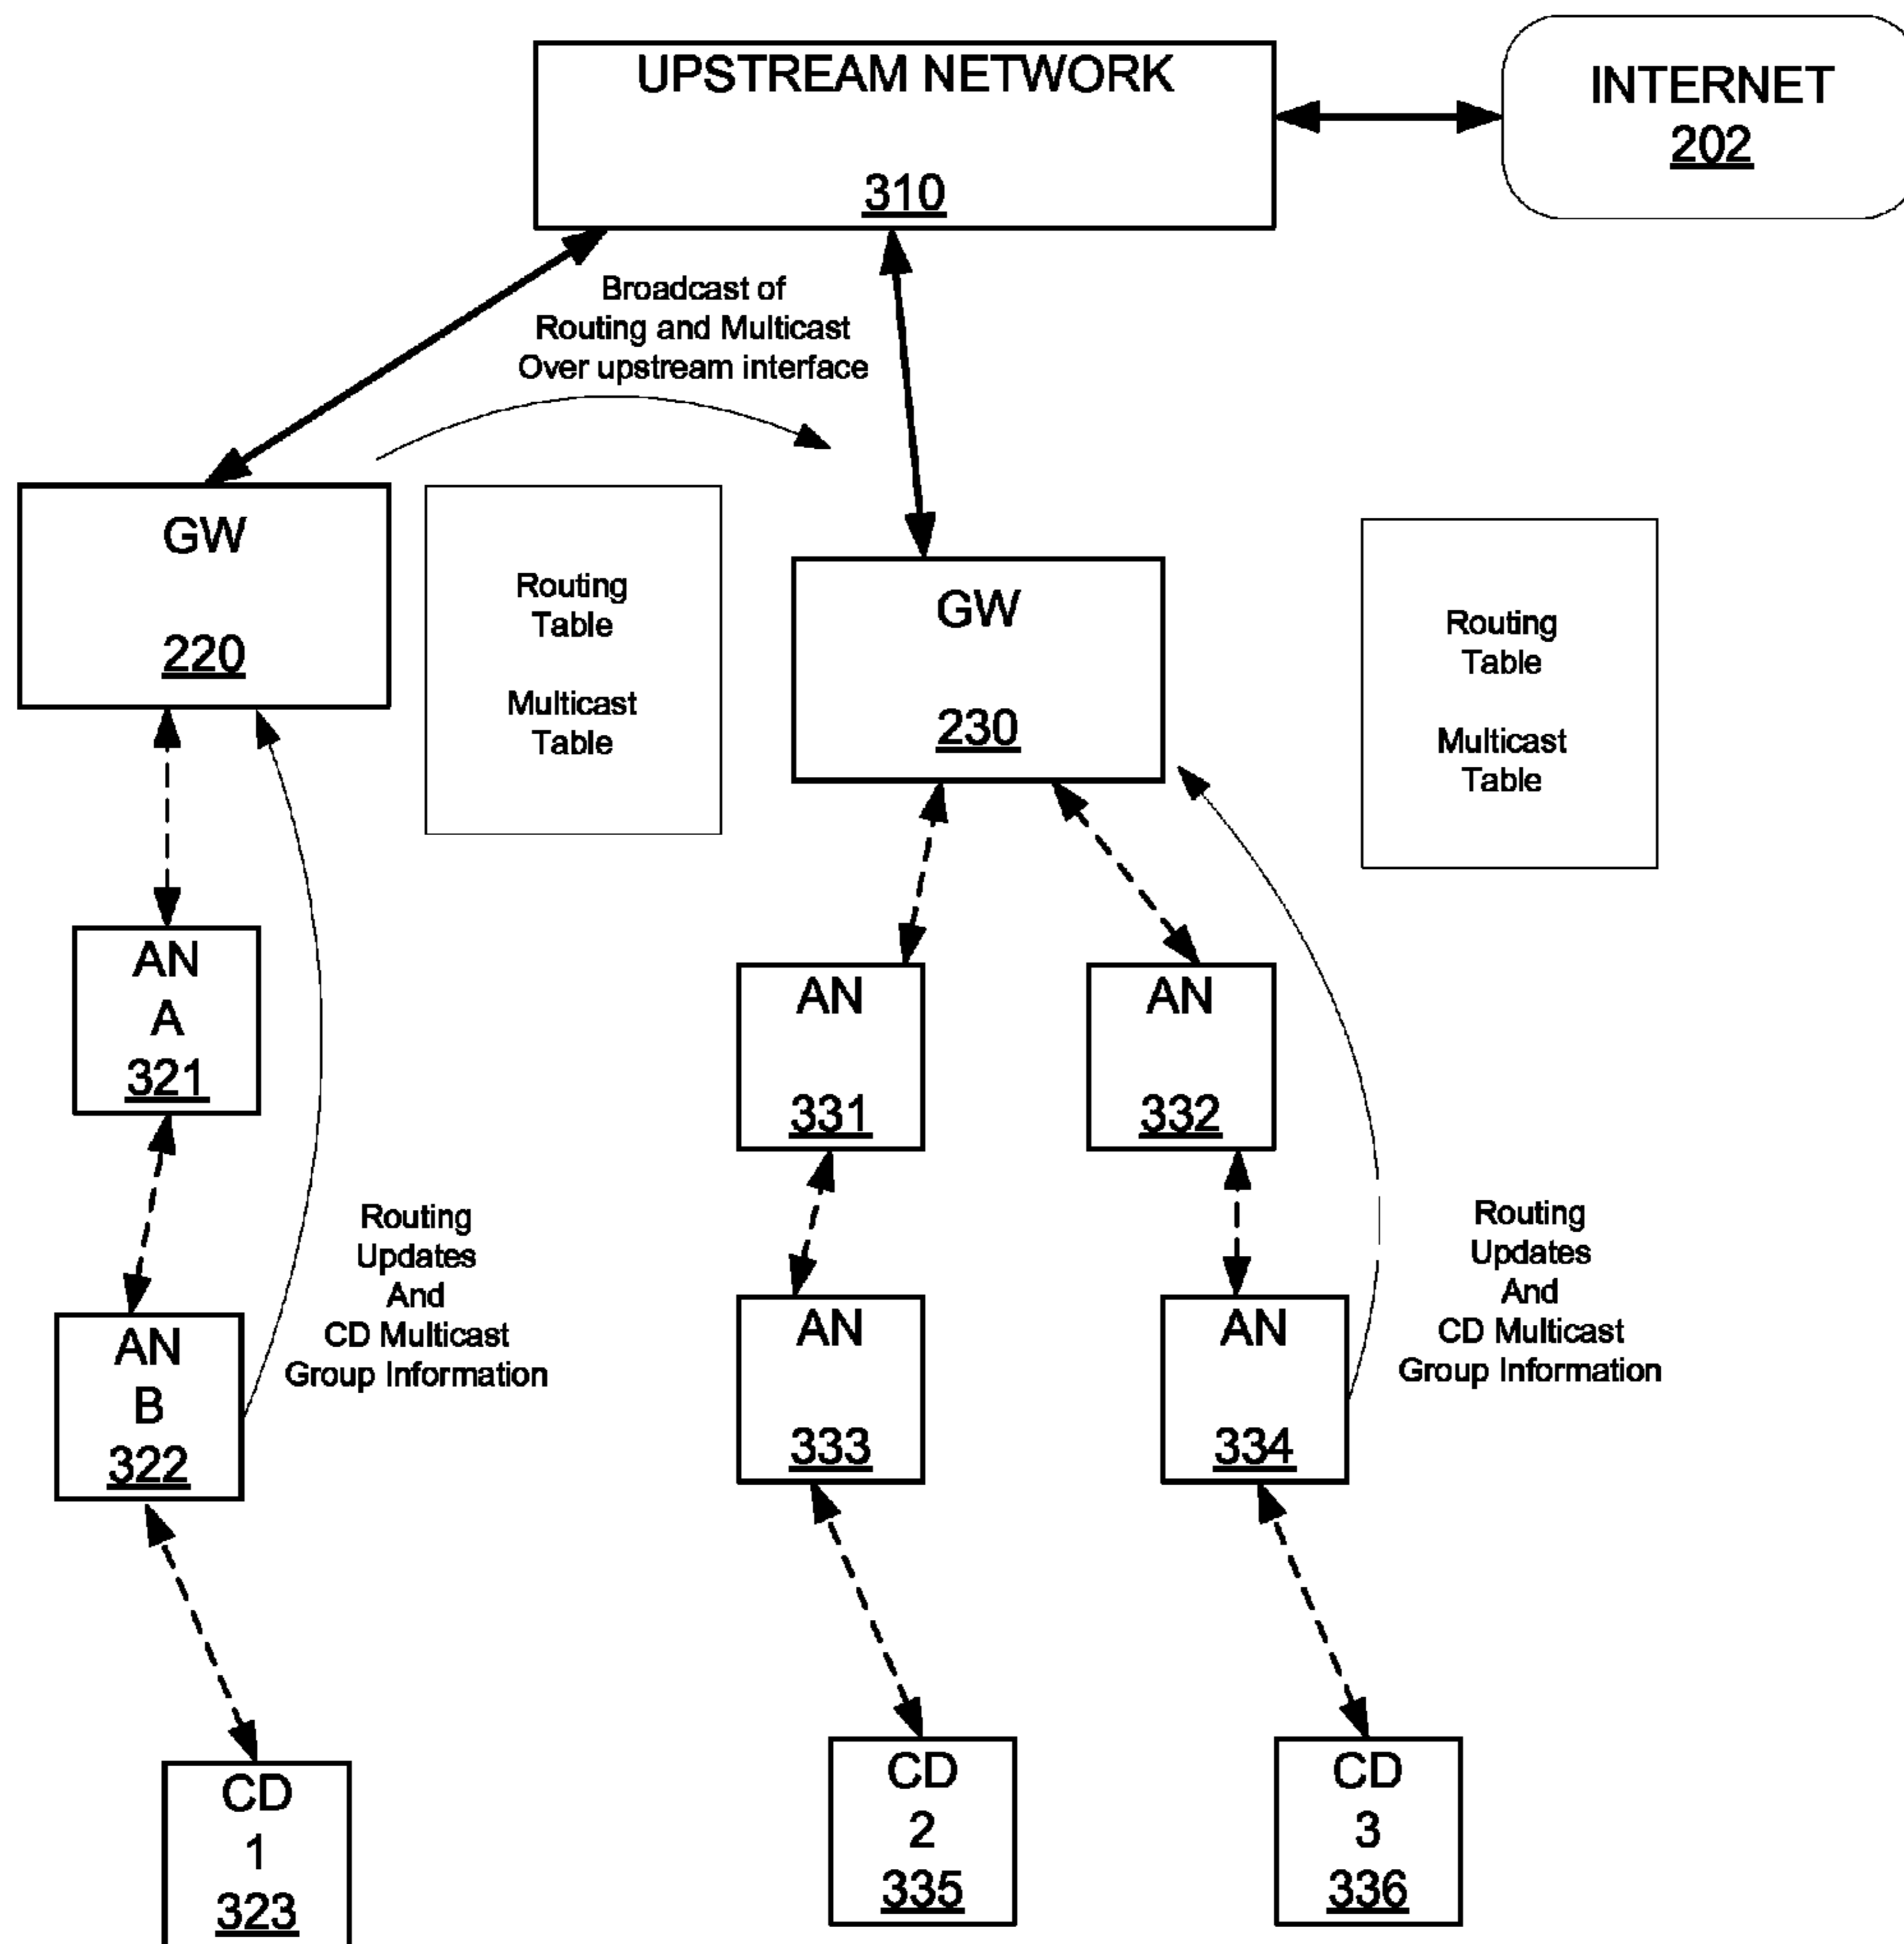 UPSTREAM NETWORK
310
INTERNET
202
Broadcast of
Routing and Multicast
Over upstream interface
GW
220
Routing
Table
Multicast
Table
GW
230
Routing
Table
Multicast
Table
AN
A
321
AN
331
AN
332
Routing
Updates
And
CD Multicast
Group Information
Routing
Updates
And
CD Multicast
Group Information
AN
B
322
AN
333
AN
334
CD
1
323
CD
2
335
CD
3
336